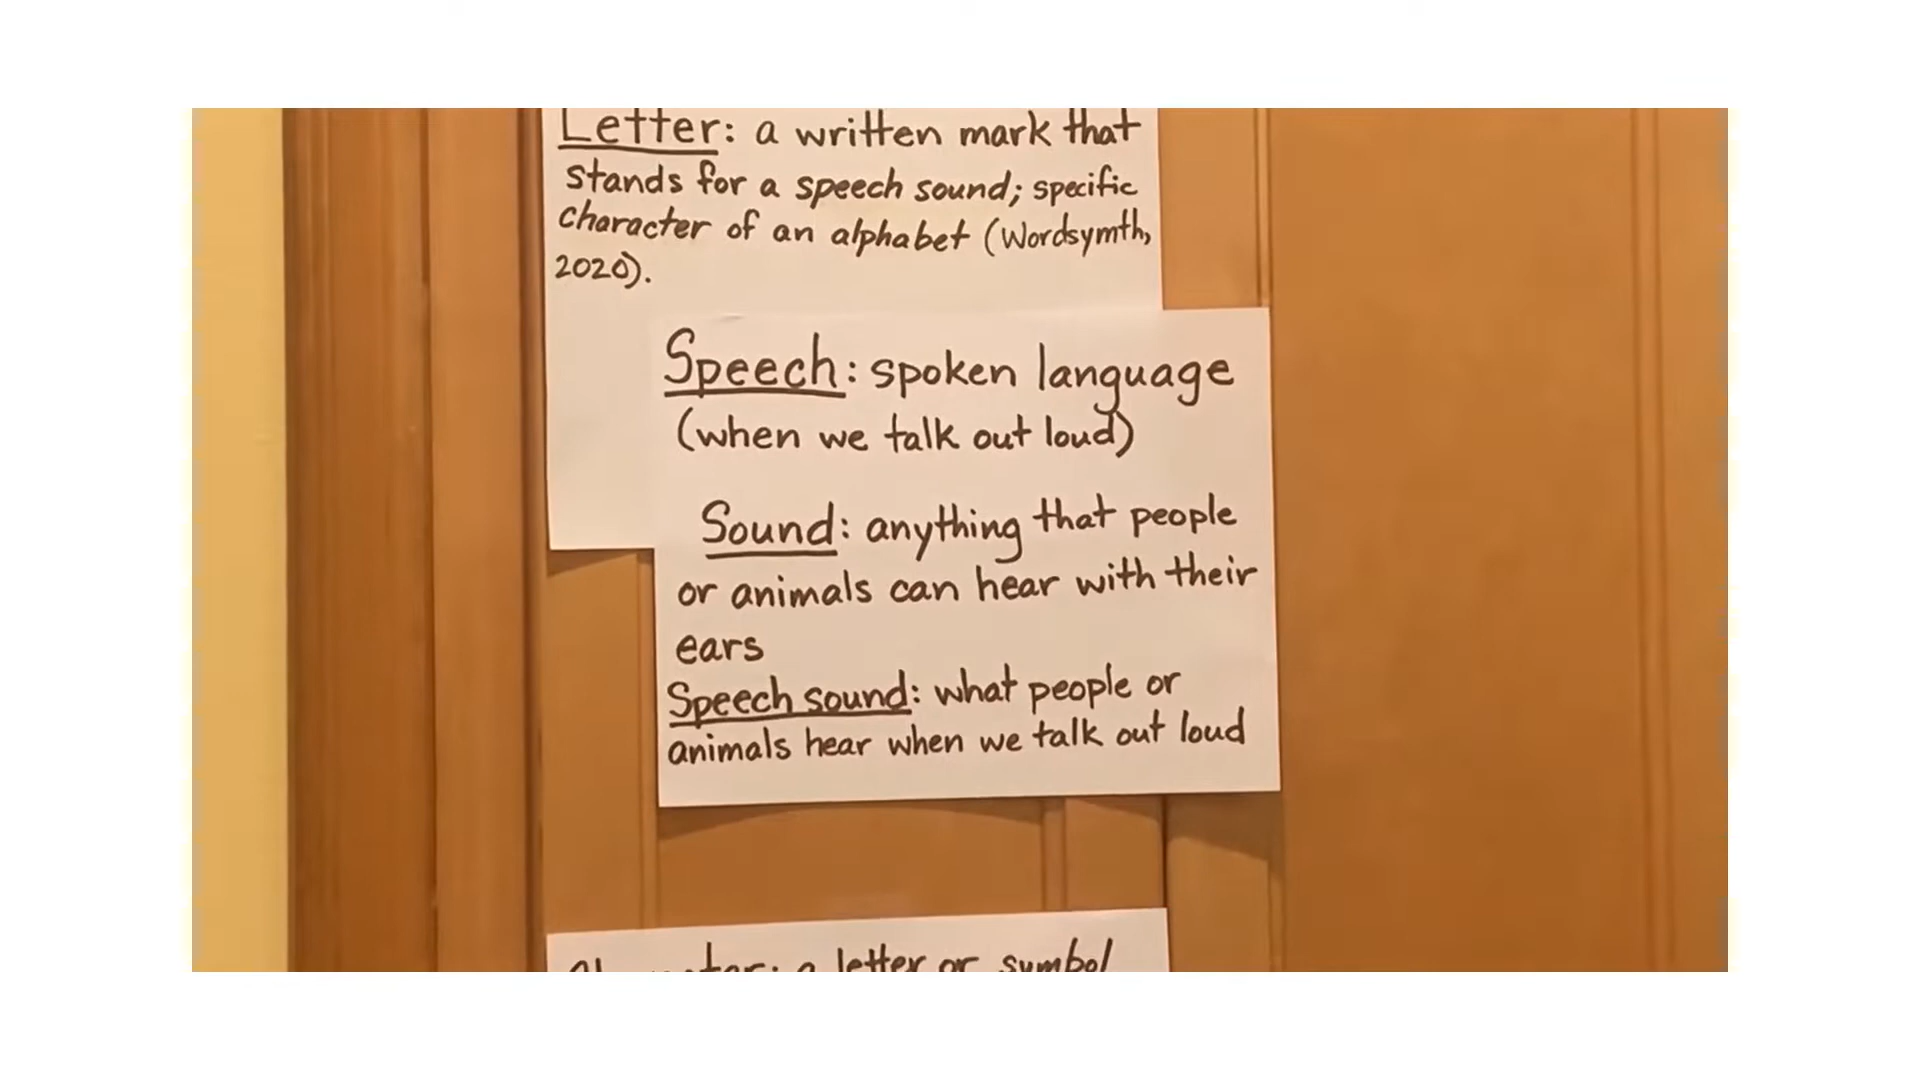 Letter: a written mark that
stands for a speech sound; specific
character of an alphabet (Wordsymth,
2020).
Speech: spoken language
(when we talk out loud)
Sound: anything that people
or animals can hear with their
ears
Speech sound: what people or
animals hear when we talk out loud
a letter or symbol